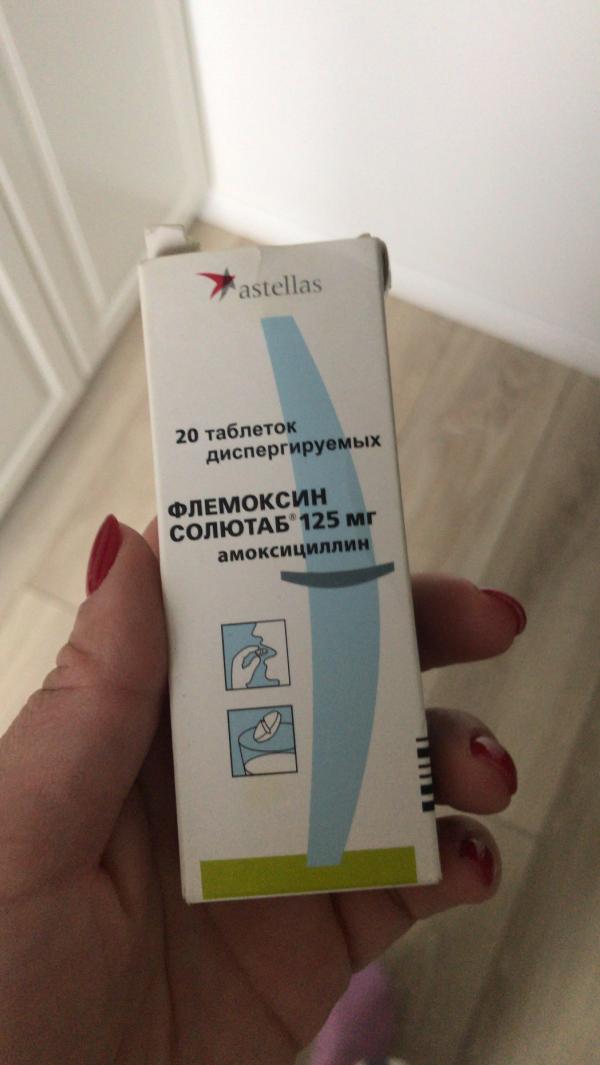 astellas
20 таблеток
диспергируемых
ФЛЕМОКСИН
СОЛЮТАБ® 125 мг
амоксициллин